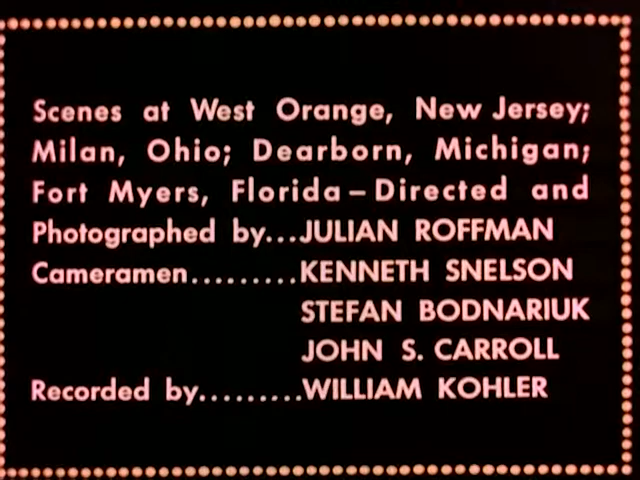 Scenes at West Orange, New Jersey;
Milan, Ohio; Dearborn, Michigan;
Fort Myers, Florida – Directed and
Photographed by...JULIAN ROFFMAN
Cameramen.........KENNETH SNELSON
STEFAN BODNARIUK
JOHN S. CARROLL
Recorded by.........WILLIAM KOHLER